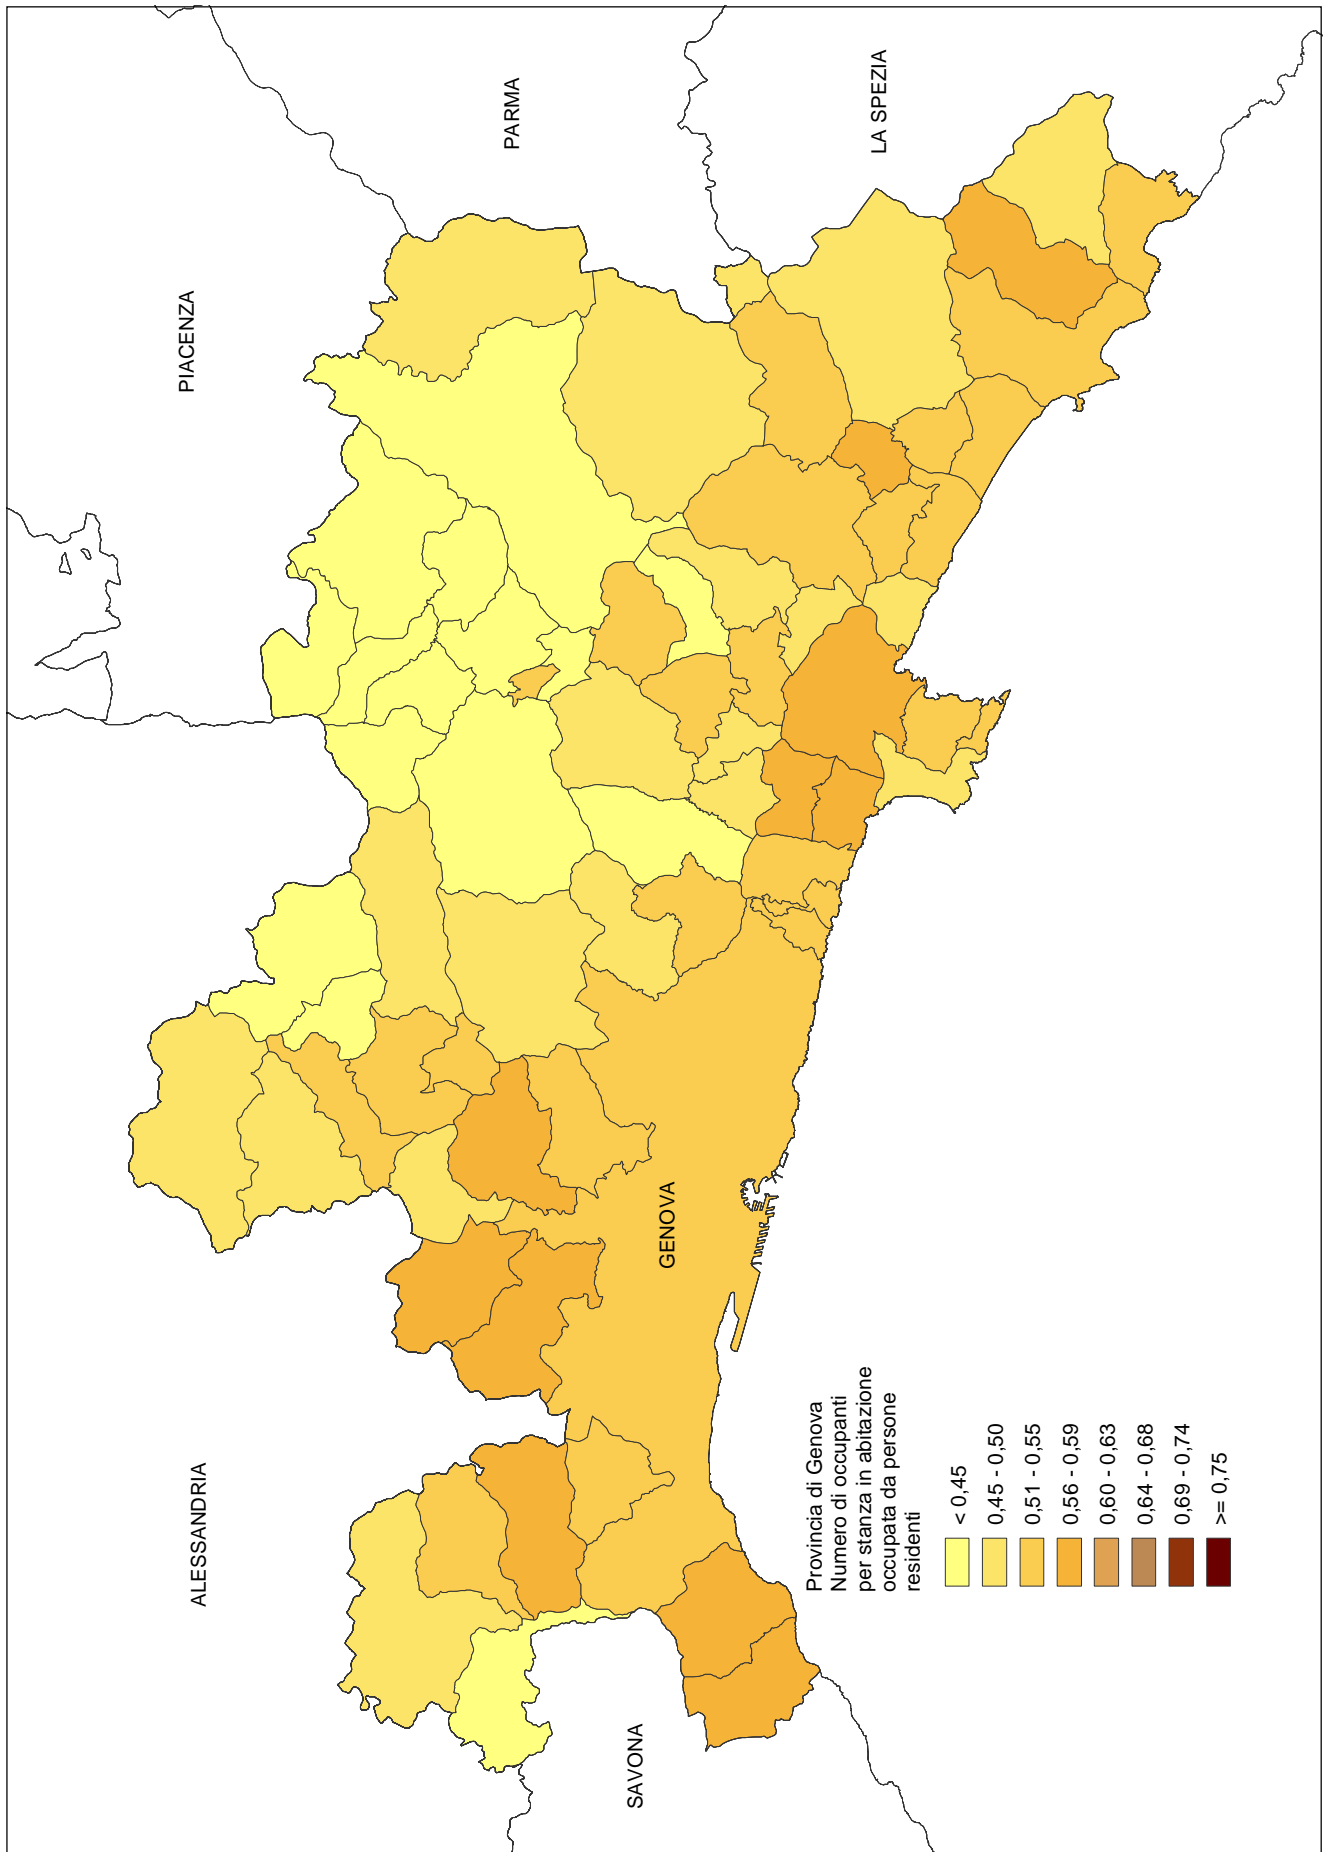 ALESSANDRIA
PIACENZA
PARMA
SAVONA
GENOVA
LA SPEZIA
Provincia di Genova
Numero di occupanti
per stanza in abitazione
occupata da persone
residenti
< 0,45
0,45 - 0,50
0,51 - 0,55
0,56 - 0,59
0,60 - 0,63
0,64 - 0,68
0,69 - 0,74
>= 0,75